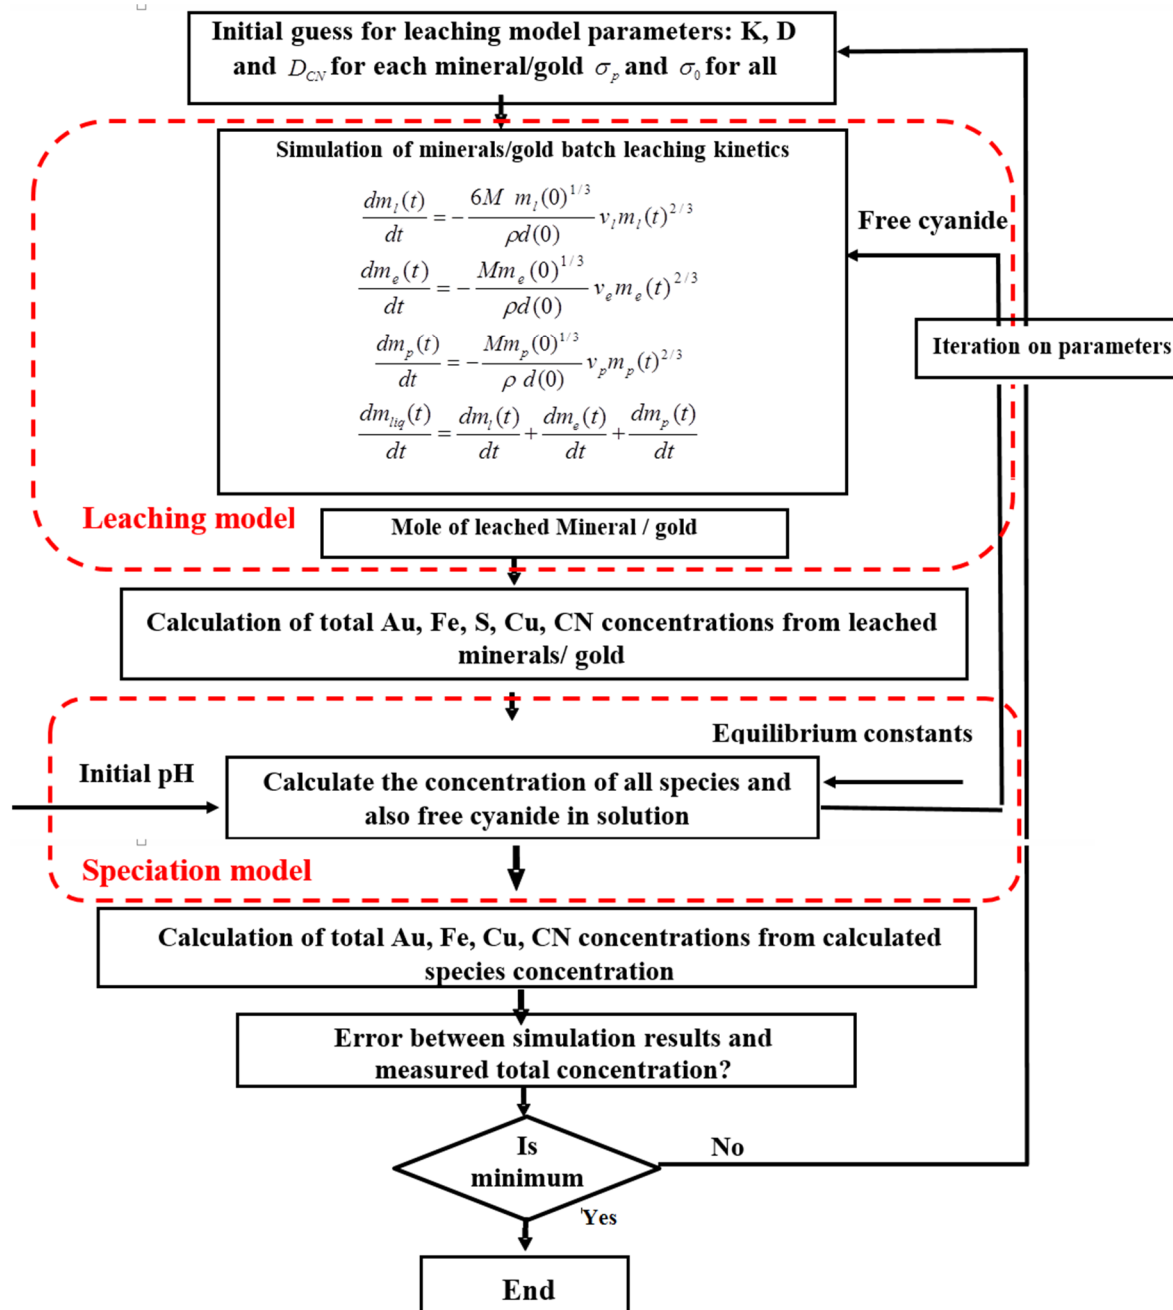 Initial guess for leaching model parameters: K, D
and D_CN for each mineral/gold σ_p and σ_0 for all
Simulation of minerals/gold batch leaching kinetics
dm_l(t)/dt = − (6M m_l(0)^{1/3})/(ρd(0)) v_l m_l(t)^{2/3}
Free cyanide
dm_e(t)/dt = − (Mm_e(0)^{1/3})/(ρd(0)) v_e m_e(t)^{2/3}
Iteration on parameters
dm_p(t)/dt = − (Mm_p(0)^{1/3})/(ρ d(0)) v_p m_p(t)^{2/3}
dm_liq(t)/dt = dm_l(t)/dt + dm_e(t)/dt + dm_p(t)/dt
Leaching model
Mole of leached Mineral / gold
Calculation of total Au, Fe, S, Cu, CN concentrations from leached
minerals/ gold
Equilibrium constants
Initial pH
Calculate the concentration of all species and
also free cyanide in solution
Speciation model
Calculation of total Au, Fe, Cu, CN concentrations from calculated
species concentration
Error between simulation results and
measured total concentration?
Is
minimum
No
'Yes
End